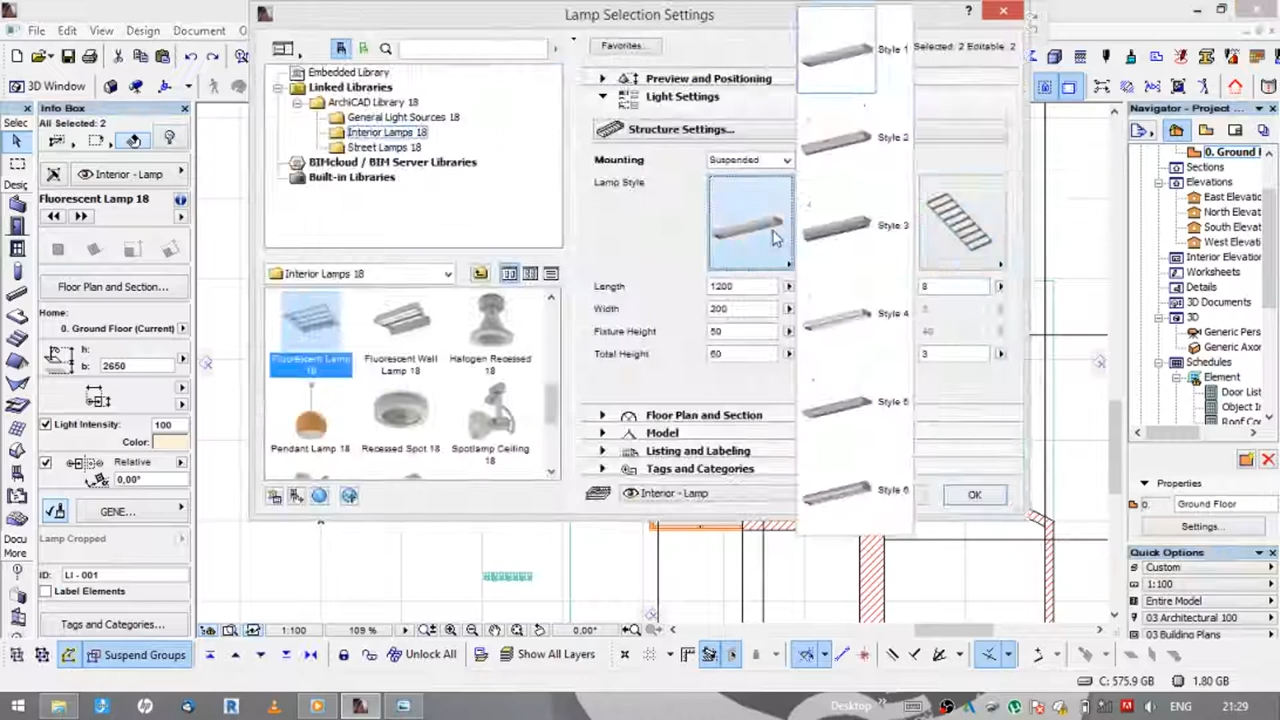 Lamp Selection Settings
?
File Edit View Design Document
3D Window
Info Box
Selec
All Selected: 2
Interior - Lamp
Desig
Fluorescent Lamp 18
Floor Plan and Section...
Home:
0. Ground Floor (Current)
h:
b: 2650
Light Intensity: 100
Color:
Relative
0,00°
GENE...
Docu
More
Lamp Cropped
ID: LI - 001
Label Elements
Tags and Categories...
Embedded Library
Linked Libraries
ArchiCAD Library 18
General Light Sources 18
Interior Lamps 18
Street Lamps 18
BIMcloud / BIM Server Libraries
Built-in Libraries
Interior Lamps 18
Fluorescent Lamp 18
Fluorescent Wall Lamp 18
Halogen Recessed 18
Pendant Lamp 18
Recessed Spot 18
Spotlamp Ceiling 18
Favorites...
Selected: 2 Editable: 2
Preview and Positioning
Light Settings
Structure Settings...
Mounting Suspended
Lamp Style
Length 1200 8
Width 200
Fixture Height 50
Total Height 60 3
Style 1
Style 2
Style 3
Style 4
Style 5
Style 6
Floor Plan and Section
Model
Listing and Labeling
Tags and Categories
Interior - Lamp
OK
Navigator - Project ...
0. Ground
Sections
Elevations
East Elevatio
North Elevat
South Elevat
West Elevati
Interior Elevation
Worksheets
Details
3D Documents
3D
Generic Pers
Generic Axon
Schedules
Element
Door List
Object In
Roof Co
Properties
0. Ground Floor
Settings...
Quick Options
Custom
1:100
Entire Model
03 Architectural 100
03 Building Plans
1:100 109 % 0,00°
Suspend Groups
Unlock All
Show All Layers
C: 575.9 GB 1.80 GB
Desktop
ENG 21:29